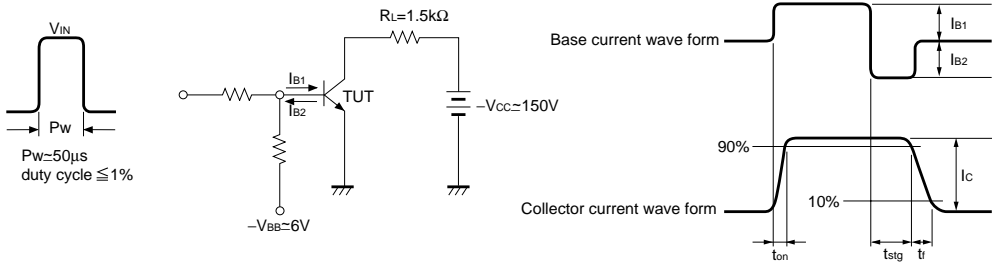 VIN
Pw
Pw≃50µs
duty cycle ≦1%
RL=1.5kΩ
IB1
IB2
TUT
–VCC≃150V
–VBB≃6V
Base current wave form
IB1
IB2
90%
10%
IC
Collector current wave form
ton
tstg
tf